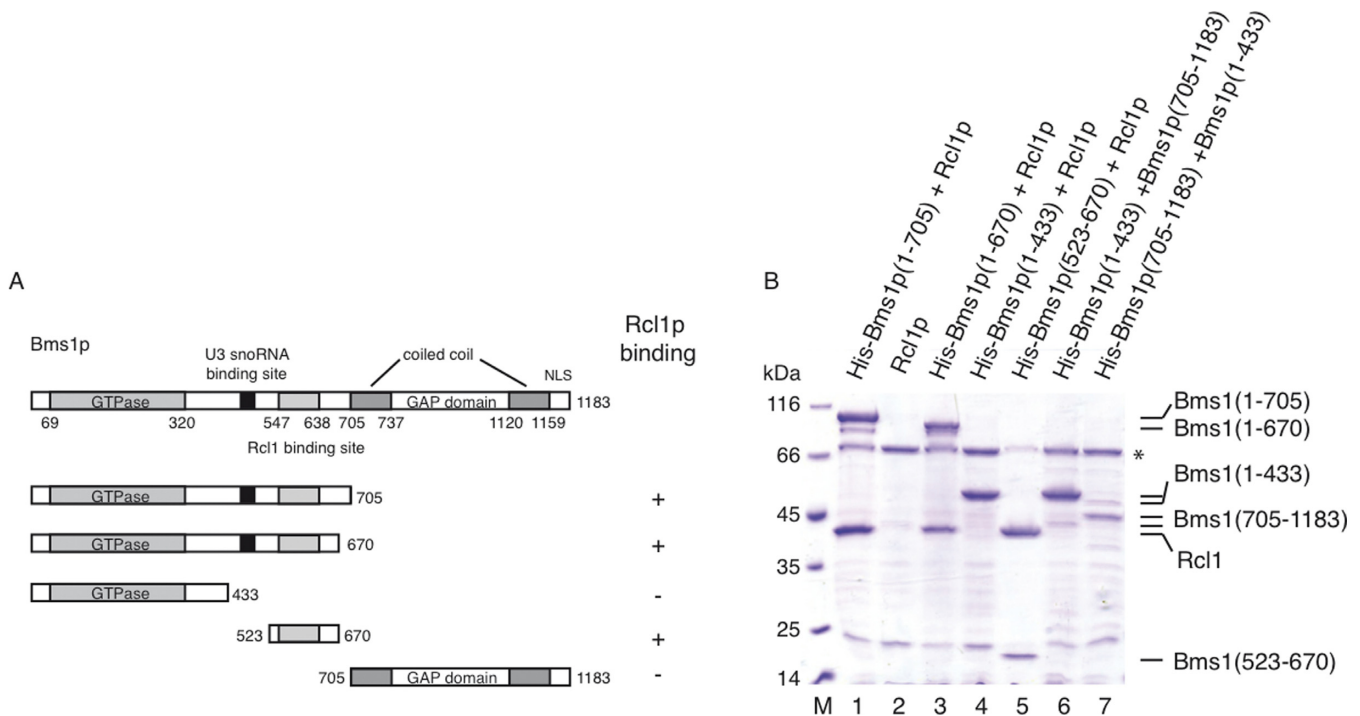 A
Bms1p
U3 snoRNA
binding site
coiled coil
NLS
Rcl1p
binding
GTPase
GAP domain
1183
69
320
547
638
705
737
1120
1159
Rcl1 binding site
GTPase
705
+
GTPase
670
+
GTPase
433
-
523
670
+
705
GAP domain
1183
-
B
His-Bms1p(1-705) + Rcl1p
Rcl1p
His-Bms1p(1-670) + Rcl1p
His-Bms1p(1-433) + Rcl1p
His-Bms1p(523-670) + Rcl1p
His-Bms1p(1-433) +Bms1p(705-1183)
His-Bms1p(705-1183) +Bms1p(1-433)
kDa
116
66
45
35
25
14
Bms1(1-705)
Bms1(1-670)
*
Bms1(1-433)
Bms1(705-1183)
Rcl1
Bms1(523-670)
M 1 2 3 4 5 6 7